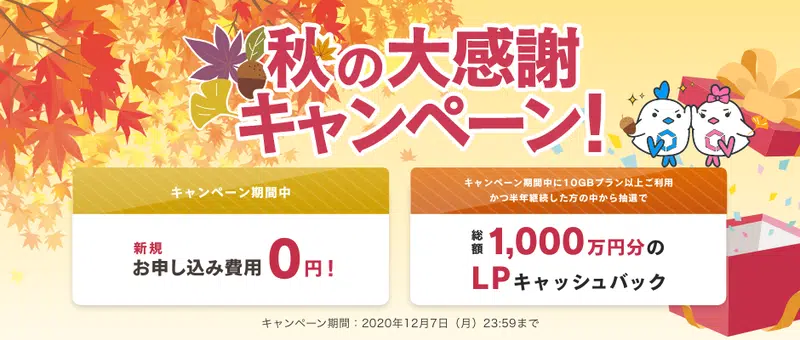 秋の大感謝
キャンペーン!
キャンペーン期間中
新規
お申し込み費用0円!
キャンペーン期間中に10GBプラン以上ご利用
かつ半年継続した方の中から抽選で
総額1,000万円分の
LPキャッシュバック
キャンペーン期間：2020年12月7日（月）23:59まで